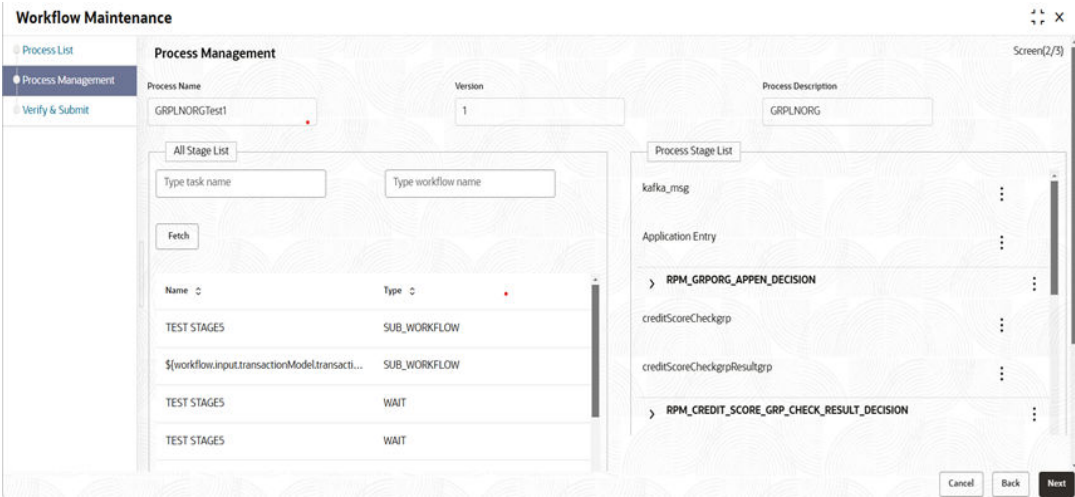 Workflow Maintenance
Process List
Process Management
Verify & Submit
Process Management
Screen(2/3)
Process Name
Version
Process Description
GRPLNORGTest1
1
GRPLNORG
All Stage List
Type task name
Type workflow name
Fetch
Name
Type
TEST STAGE5
SUB_WORKFLOW
${workflow.input.transactionModel.transacti...
SUB_WORKFLOW
TEST STAGE5
WAIT
TEST STAGE5
WAIT
Process Stage List
kafka_msg
Application Entry
RPM_GRPORG_APPEN_DECISION
creditScoreCheckgrp
creditScoreCheckgrpResultgrp
RPM_CREDIT_SCORE_GRP_CHECK_RESULT_DECISION
Cancel
Back
Next